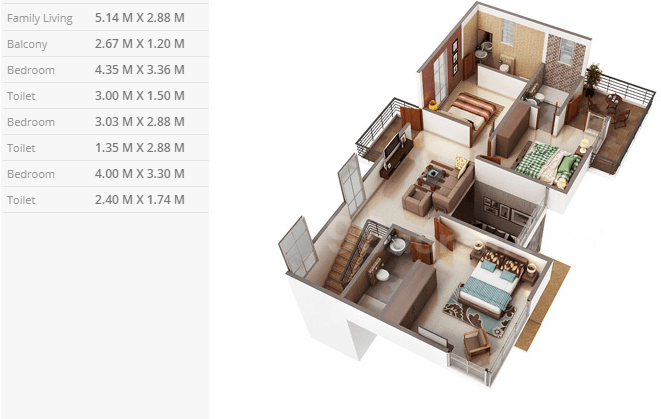 Family Living 5.14 M X 2.88 M
Balcony 2.67 M X 1.20 M
Bedroom 4.35 M X 3.36 M
Toilet 3.00 M X 1.50 M
Bedroom 3.03 M X 2.88 M
Toilet 1.35 M X 2.88 M
Bedroom 4.00 M X 3.30 M
Toilet 2.40 M X 1.74 M